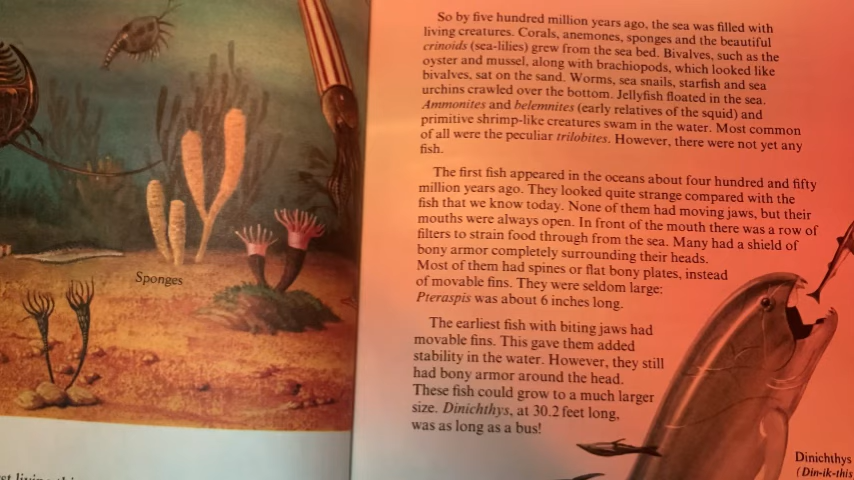 Sponges
So by five hundred million years ago, the sea was filled with
living creatures. Corals, anemones, sponges and the beautiful
crinoids (sea-lilies) grew from the sea bed. Bivalves, such as the
oyster and mussel, along with brachiopods, which looked like
bivalves, sat on the sand. Worms, sea snails, starfish and sea
urchins crawled over the bottom. Jellyfish floated in the sea.
Ammonites and belemnites (early relatives of the squid) and
primitive shrimp-like creatures swam in the water. Most common
of all were the peculiar trilobites. However, there were not yet any
fish.
The first fish appeared in the oceans about four hundred and fifty
million years ago. They looked quite strange compared with the
fish that we know today. None of them had moving jaws, but their
mouths were always open. In front of the mouth there was a row of
filters to strain food through from the sea. Many had a shield of
bony armor completely surrounding their heads.
Most of them had spines or flat bony plates, instead
of movable fins. They were seldom large:
Pteraspis was about 6 inches long.
The earliest fish with biting jaws had
movable fins. This gave them added
stability in the water. However, they still
had bony armor around the head.
These fish could grow to a much larger
size. Dinichthys, at 30.2 feet long,
was as long as a bus!
Dinichthys
(Din-ik-this